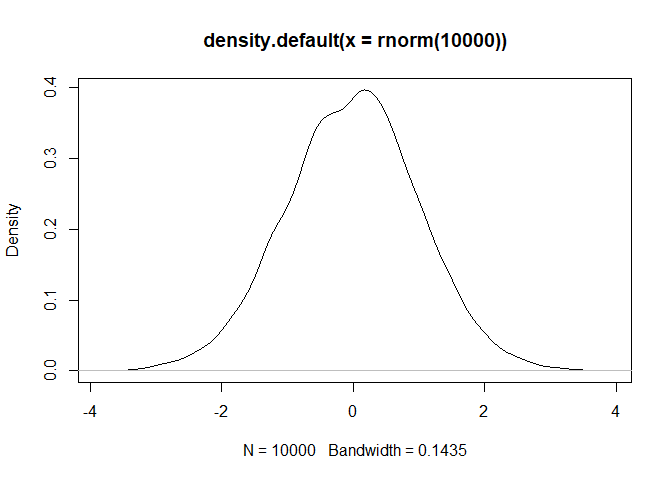 density.default(x = rnorm(10000))
Density
0.4
0.3
0.2
0.1
0.0
-4 -2 0 2 4
N = 10000 Bandwidth = 0.1435